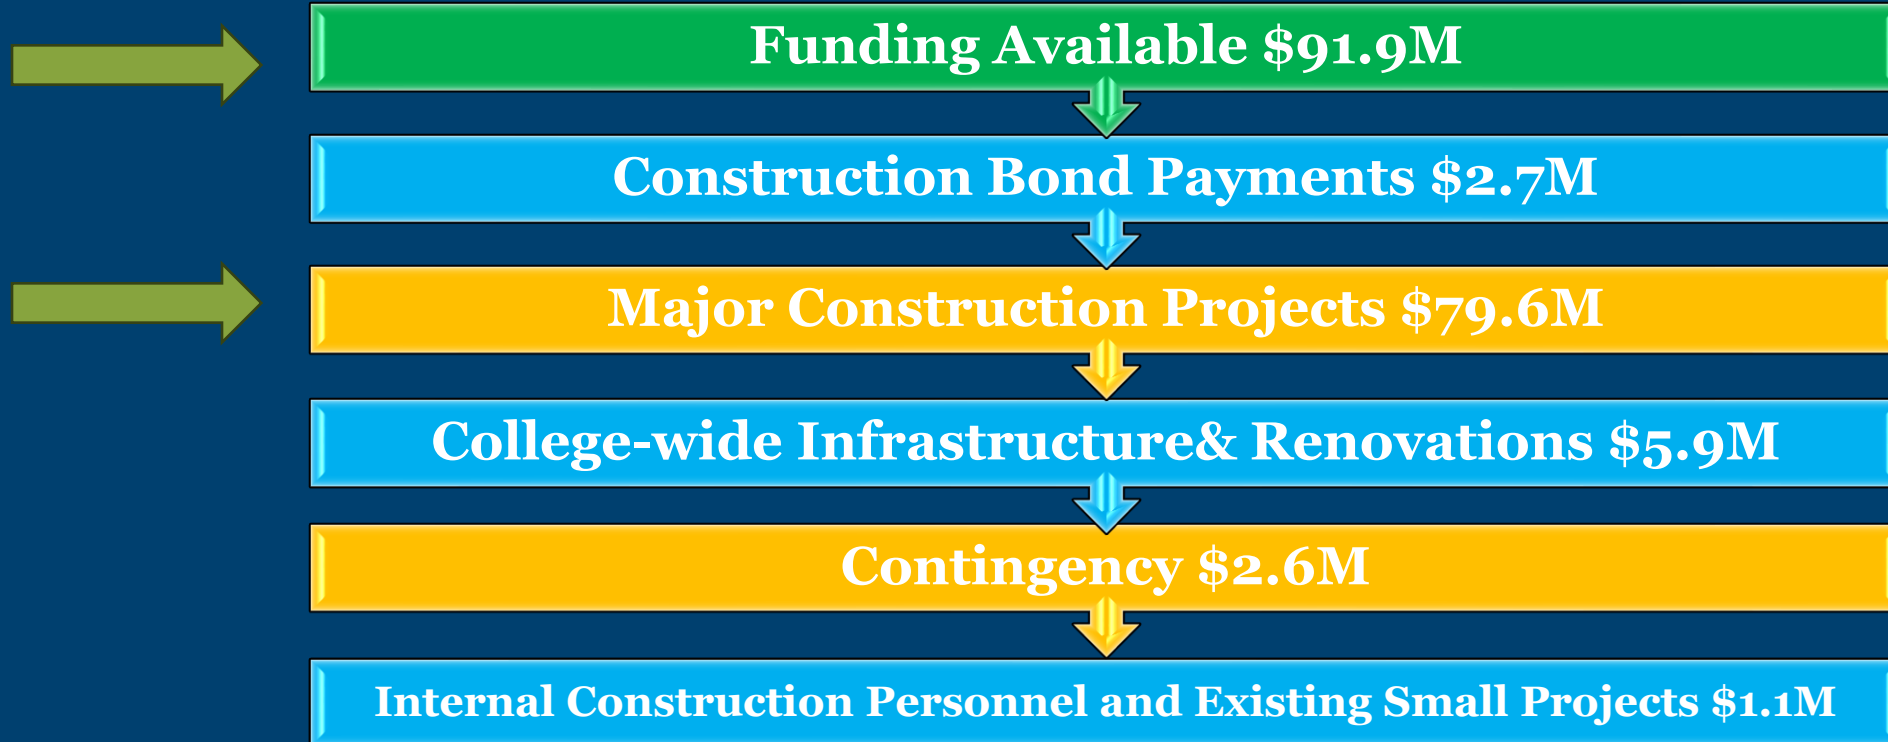 Funding Available $91.9M
Construction Bond Payments $2.7M
Major Construction Projects $79.6M
College-wide Infrastructure& Renovations $5.9M
Contingency $2.6M
Internal Construction Personnel and Existing Small Projects $1.1M